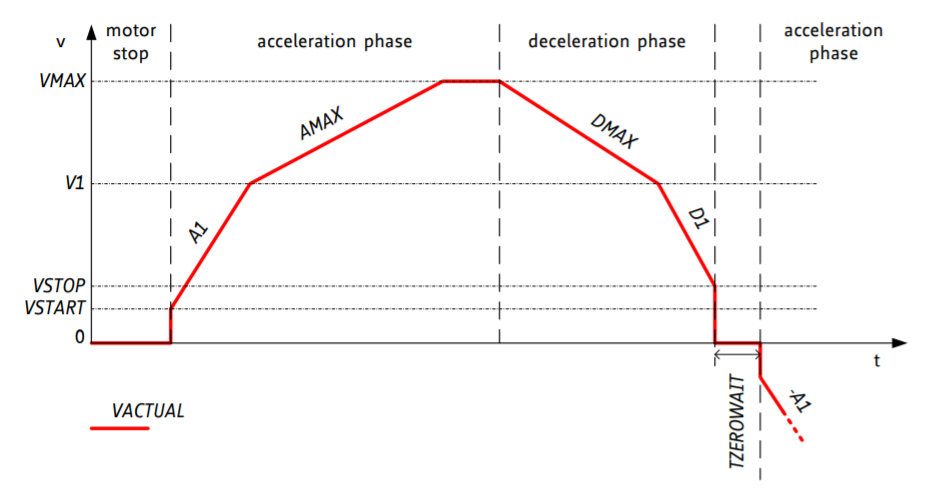 v
motor
stop
acceleration phase
deceleration phase
acceleration
phase
VMAX
AMAX
DMAX
V1
A1
D1
VSTOP
VSTART
0
t
VACTUAL
TZEROWAIT
-A1